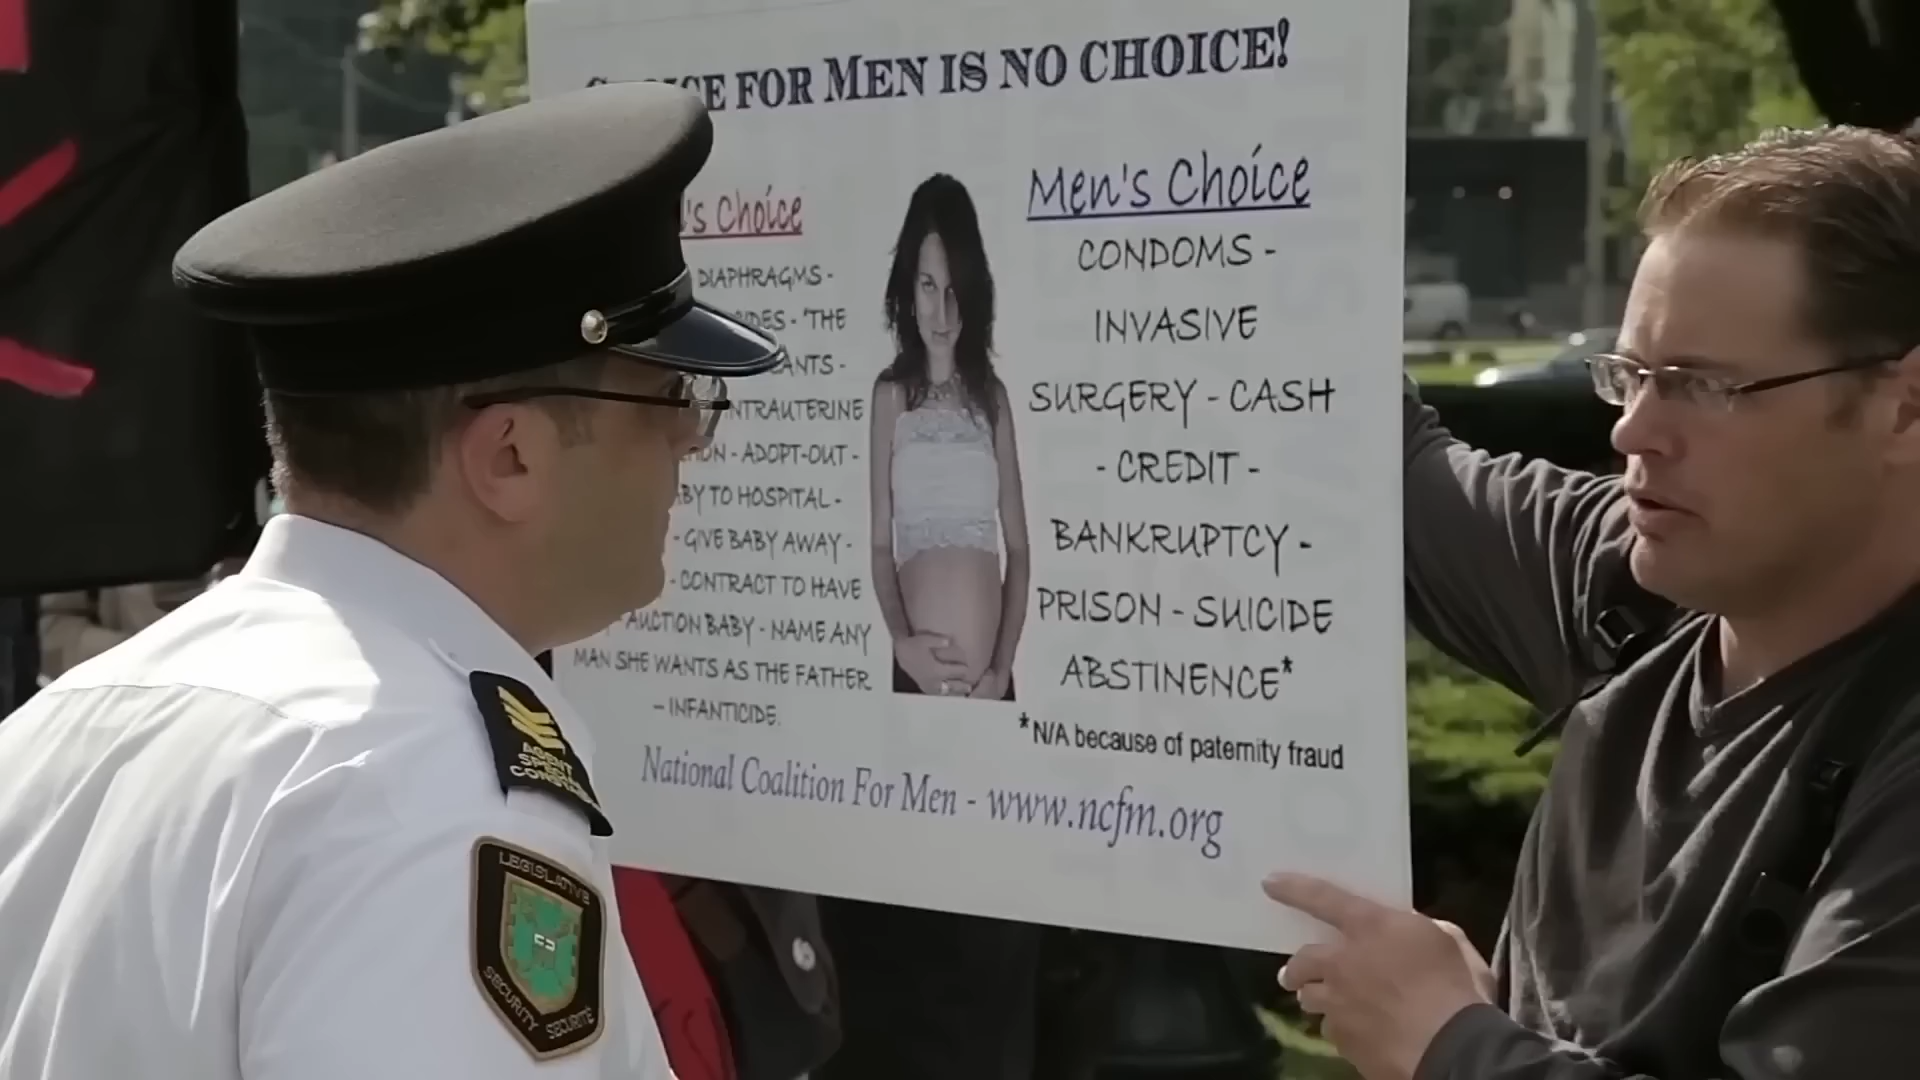 FOR MEN IS NO CHOICE!
's Choice
DIAPHRAGMS -
- 'THE
-
INTRAUTERINE
- ADOPT-OUT -
TO HOSPITAL -
- GIVE BABY AWAY -
- CONTRACT TO HAVE
AUCTION BABY - NAME ANY
MAN SHE WANTS AS THE FATHER
– INFANTICIDE.
Men's Choice
CONDOMS -
INVASIVE
SURGERY - CASH
- CREDIT -
BANKRUPTCY -
PRISON - SUICIDE
ABSTINENCE*
*N/A because of paternity fraud
National Coalition For Men - www.ncfm.org
AGENT
LEGISLATIVE
SECURITY SÉCURITÉ